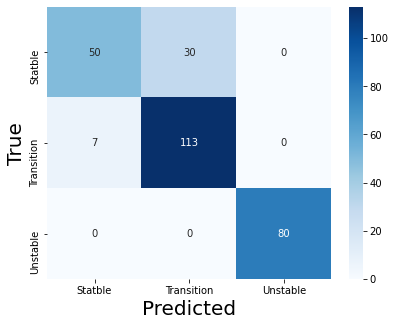 True
Statble
Transition
Unstable
50 30 0
7 113 0
0 0 80
Statble Transition Unstable
Predicted
100
80
60
40
20
0